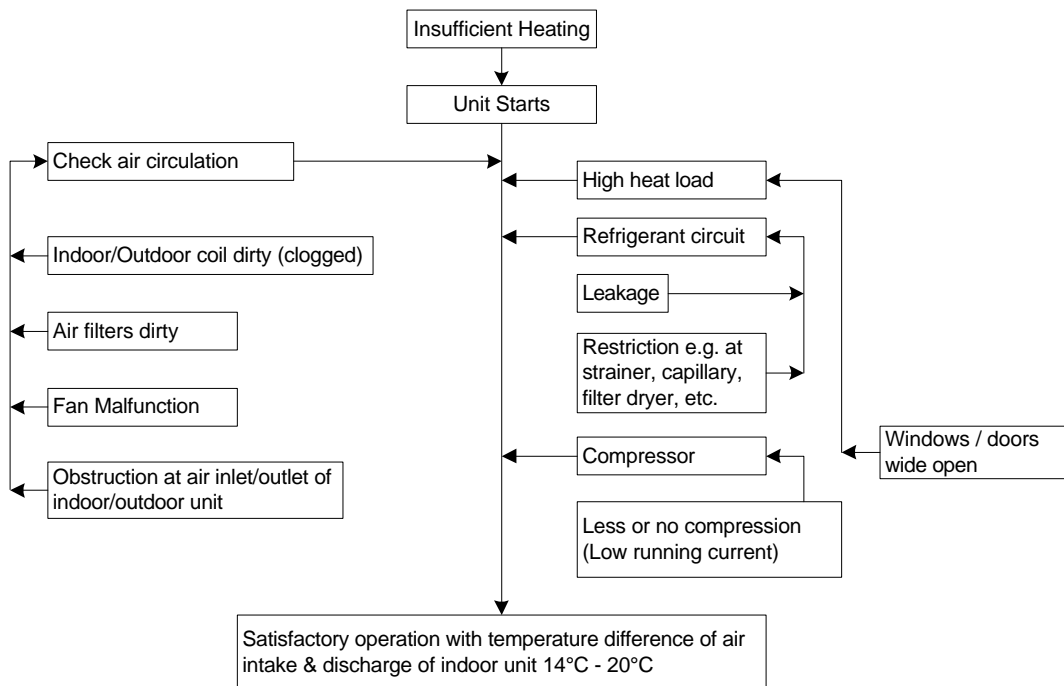 Insufficient Heating
Unit Starts
Check air circulation
High heat load
Indoor/Outdoor coil dirty (clogged)
Refrigerant circuit
Leakage
Air filters dirty
Restriction e.g. at
strainer, capillary,
filter dryer, etc.
Fan Malfunction
Compressor
Windows / doors
wide open
Obstruction at air inlet/outlet of
indoor/outdoor unit
Less or no compression
(Low running current)
Satisfactory operation with temperature difference of air
intake & discharge of indoor unit 14°C - 20°C